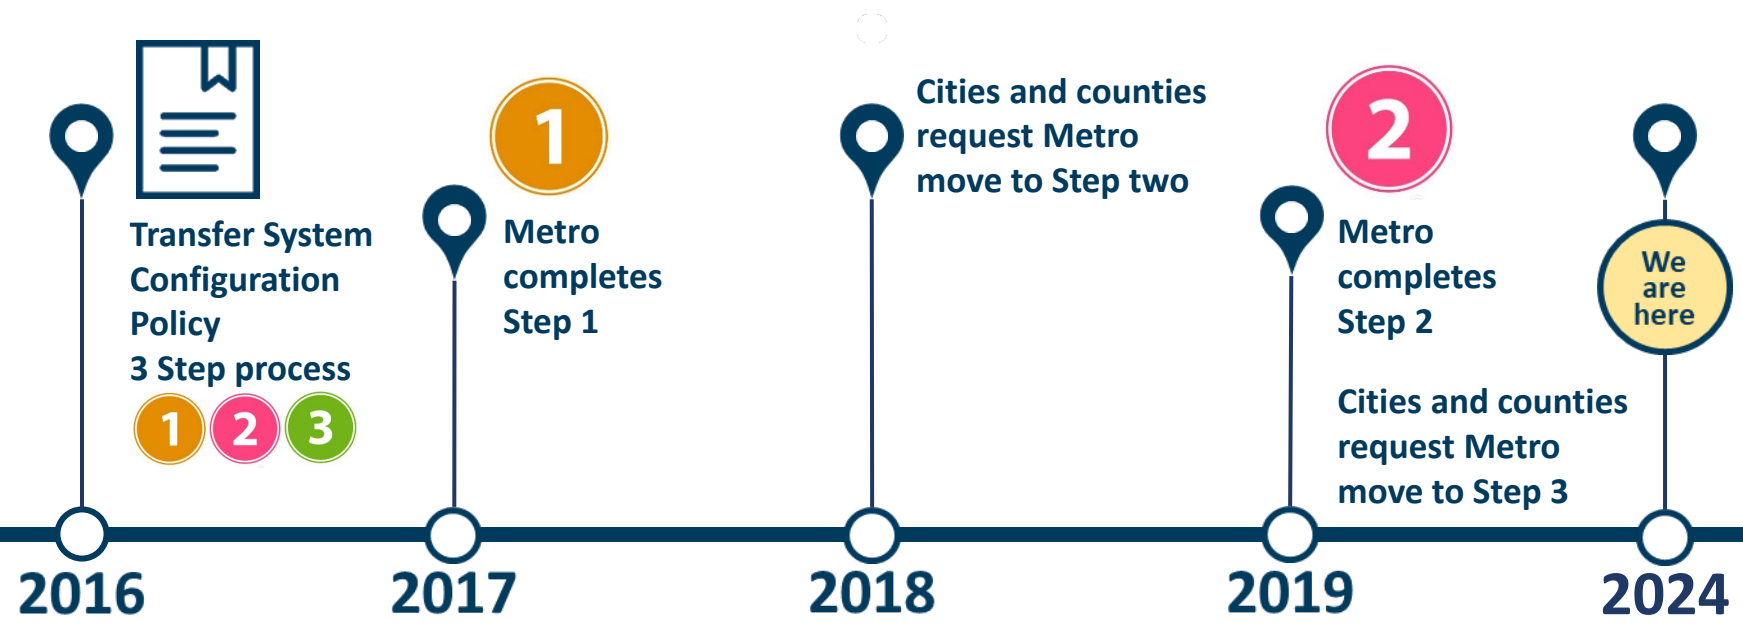 Transfer System
Configuration
Policy
3 Step process
1 2 3
2016
1
Metro
completes
Step 1
2017
Cities and counties
request Metro
move to Step two
2018
2
Metro
completes
Step 2
Cities and counties
request Metro
move to Step 3
2019
We
are
here
2024